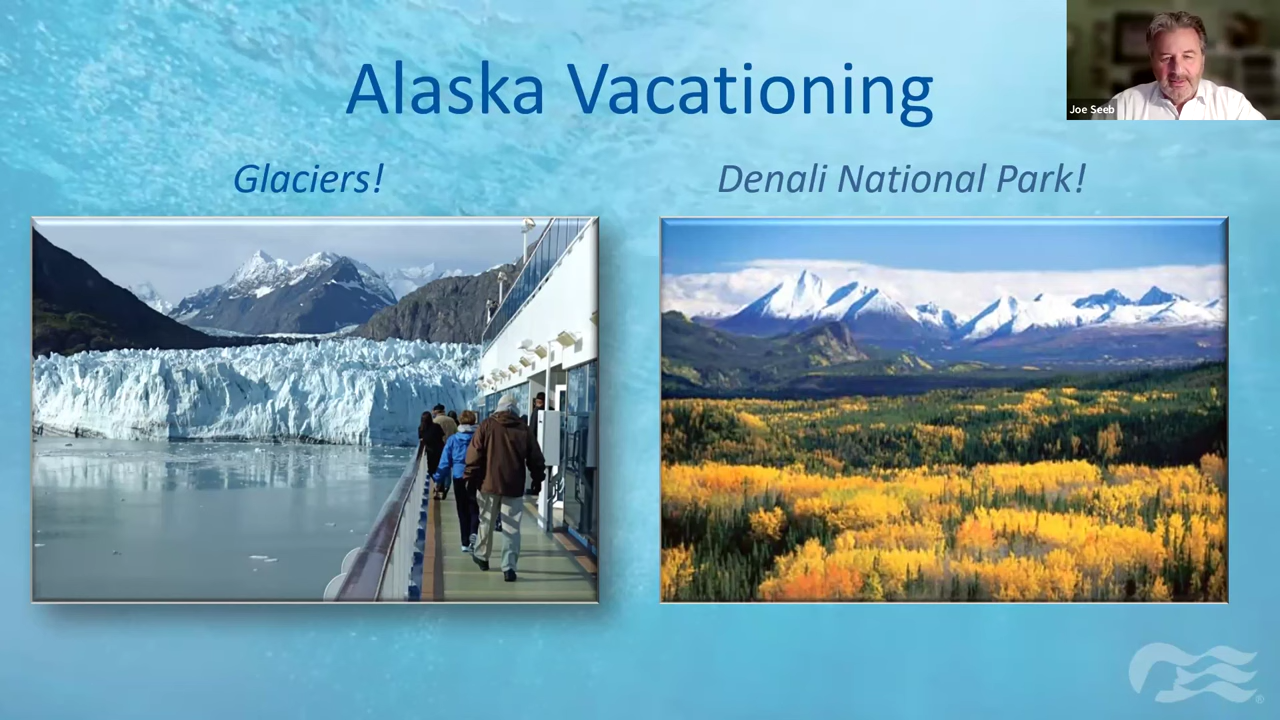 Alaska Vacationing
Joe Seeb
Glaciers!
Denali National Park!
®